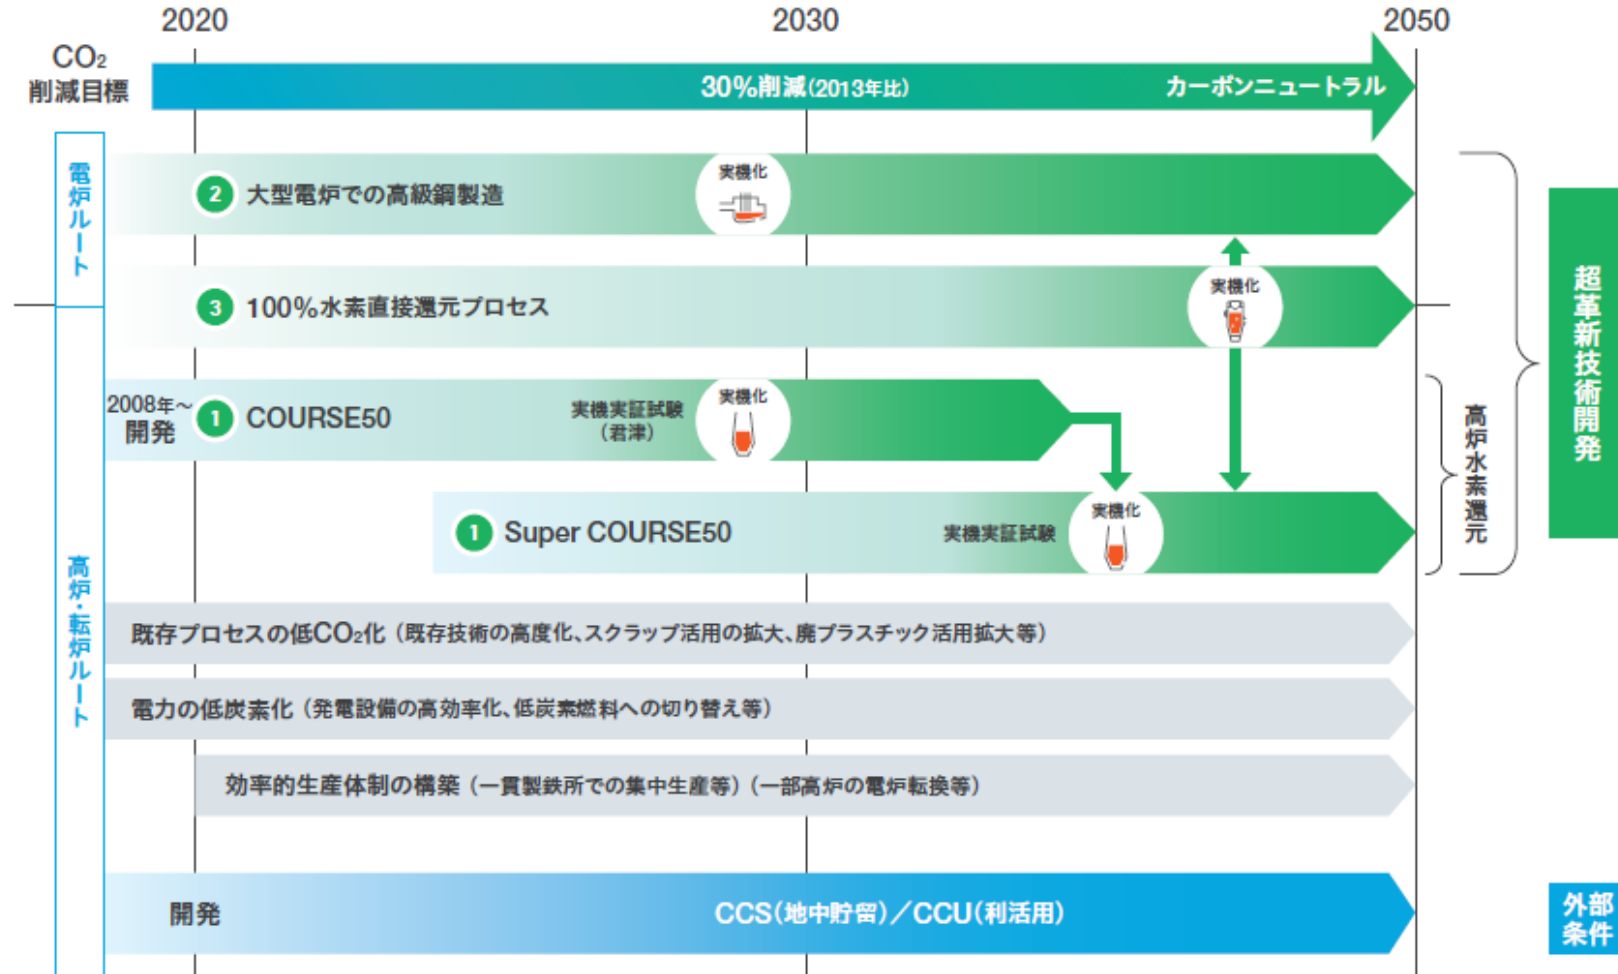 2020
2030
2050
CO₂
削減目標
30%削減(2013年比)
カーボンニュートラル
電炉ルート
2 大型電炉での高級鋼製造
実機化
3 100%水素直接還元プロセス
実機化
2008年〜
開発
1 COURSE50
実機実証試験
(君津)
実機化
1 Super COURSE50
実機実証試験
実機化
高炉水素還元
超革新技術開発
高炉・転炉ルート
既存プロセスの低CO₂化(既存技術の高度化、スクラップ活用の拡大、廃プラスチック活用拡大等)
電力の低炭素化(発電設備の高効率化、低炭素燃料への切り替え等)
効率的生産体制の構築(一貫製鉄所での集中生産等)(一部高炉の電炉転換等)
開発
CCS(地中貯留)/CCU(利活用)
外部
条件